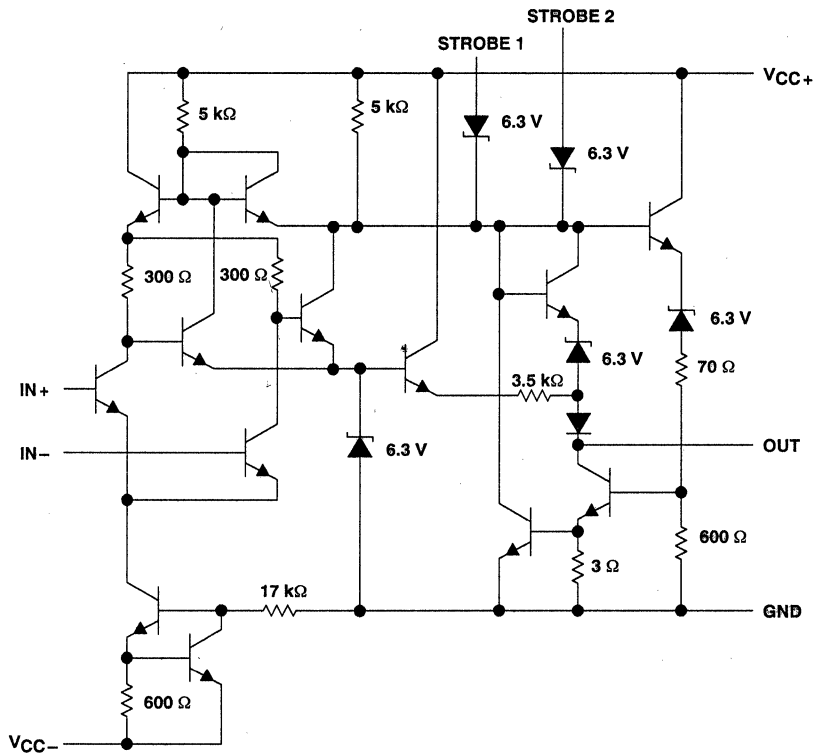 STROBE 2
STROBE 1
VCC+
5 kΩ
5 kΩ
6.3 V
6.3 V
300 Ω
300 Ω
6.3 V
6.3 V
70 Ω
3.5 kΩ
IN+
IN−
6.3 V
OUT
600 Ω
3 Ω
17 kΩ
GND
600 Ω
VCC−